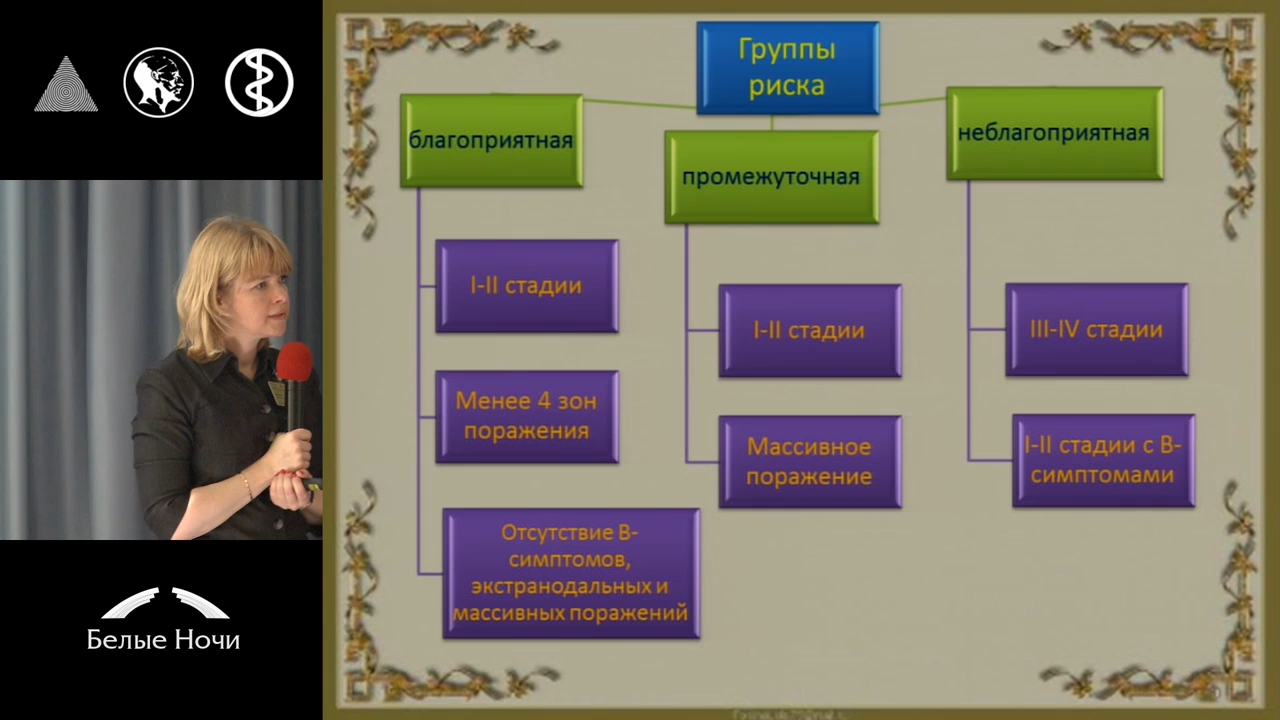 Группы
риска
благоприятная
I-II стадии
Менее 4 зон
поражения
Отсутствие В-
симптомов,
экстранодальных и
массивных поражений
промежуточная
I-II стадии
Массивное
поражение
неблагоприятная
III-IV стадии
I-II стадии с В-
симптомами
Белые Ночи